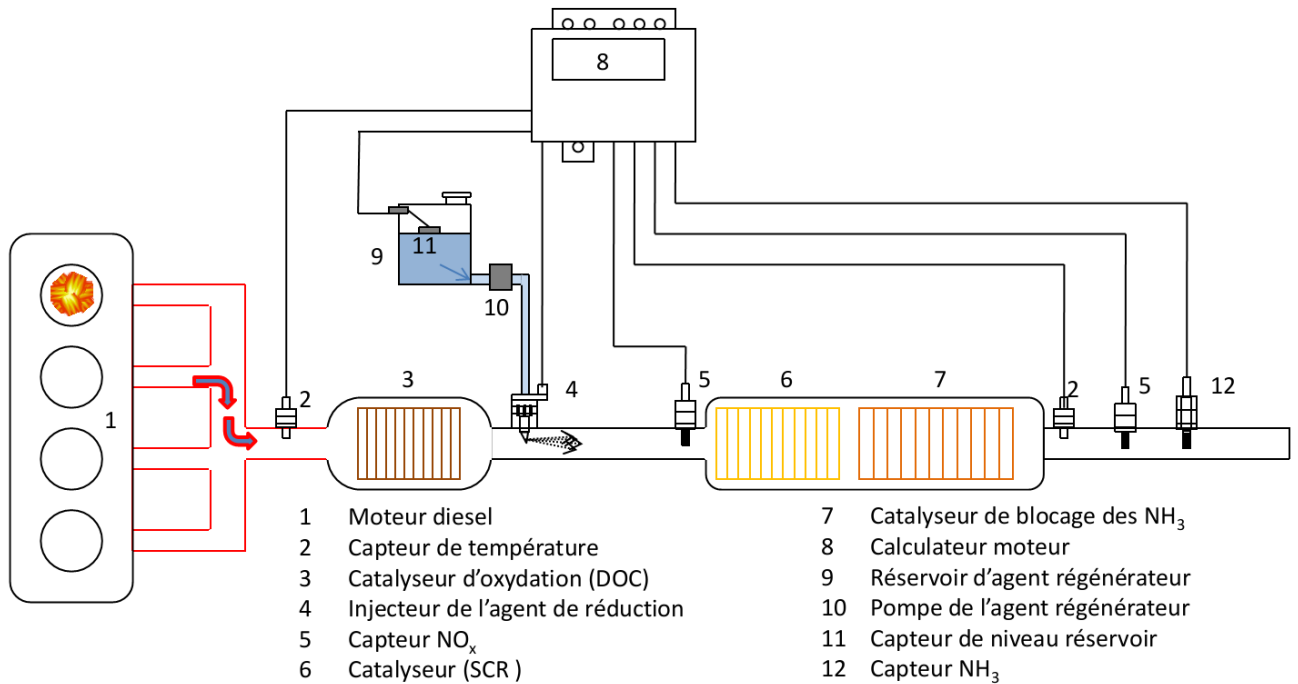 8
9
11
10
1
2
3
4
5
6
7
2
5
12
1 Moteur diesel
2 Capteur de température
3 Catalyseur d'oxydation (DOC)
4 Injecteur de l'agent de réduction
5 Capteur NOx
6 Catalyseur (SCR )
7 Catalyseur de blocage des NH3
8 Calculateur moteur
9 Réservoir d'agent régénérateur
10 Pompe de l'agent régénérateur
11 Capteur de niveau réservoir
12 Capteur NH3